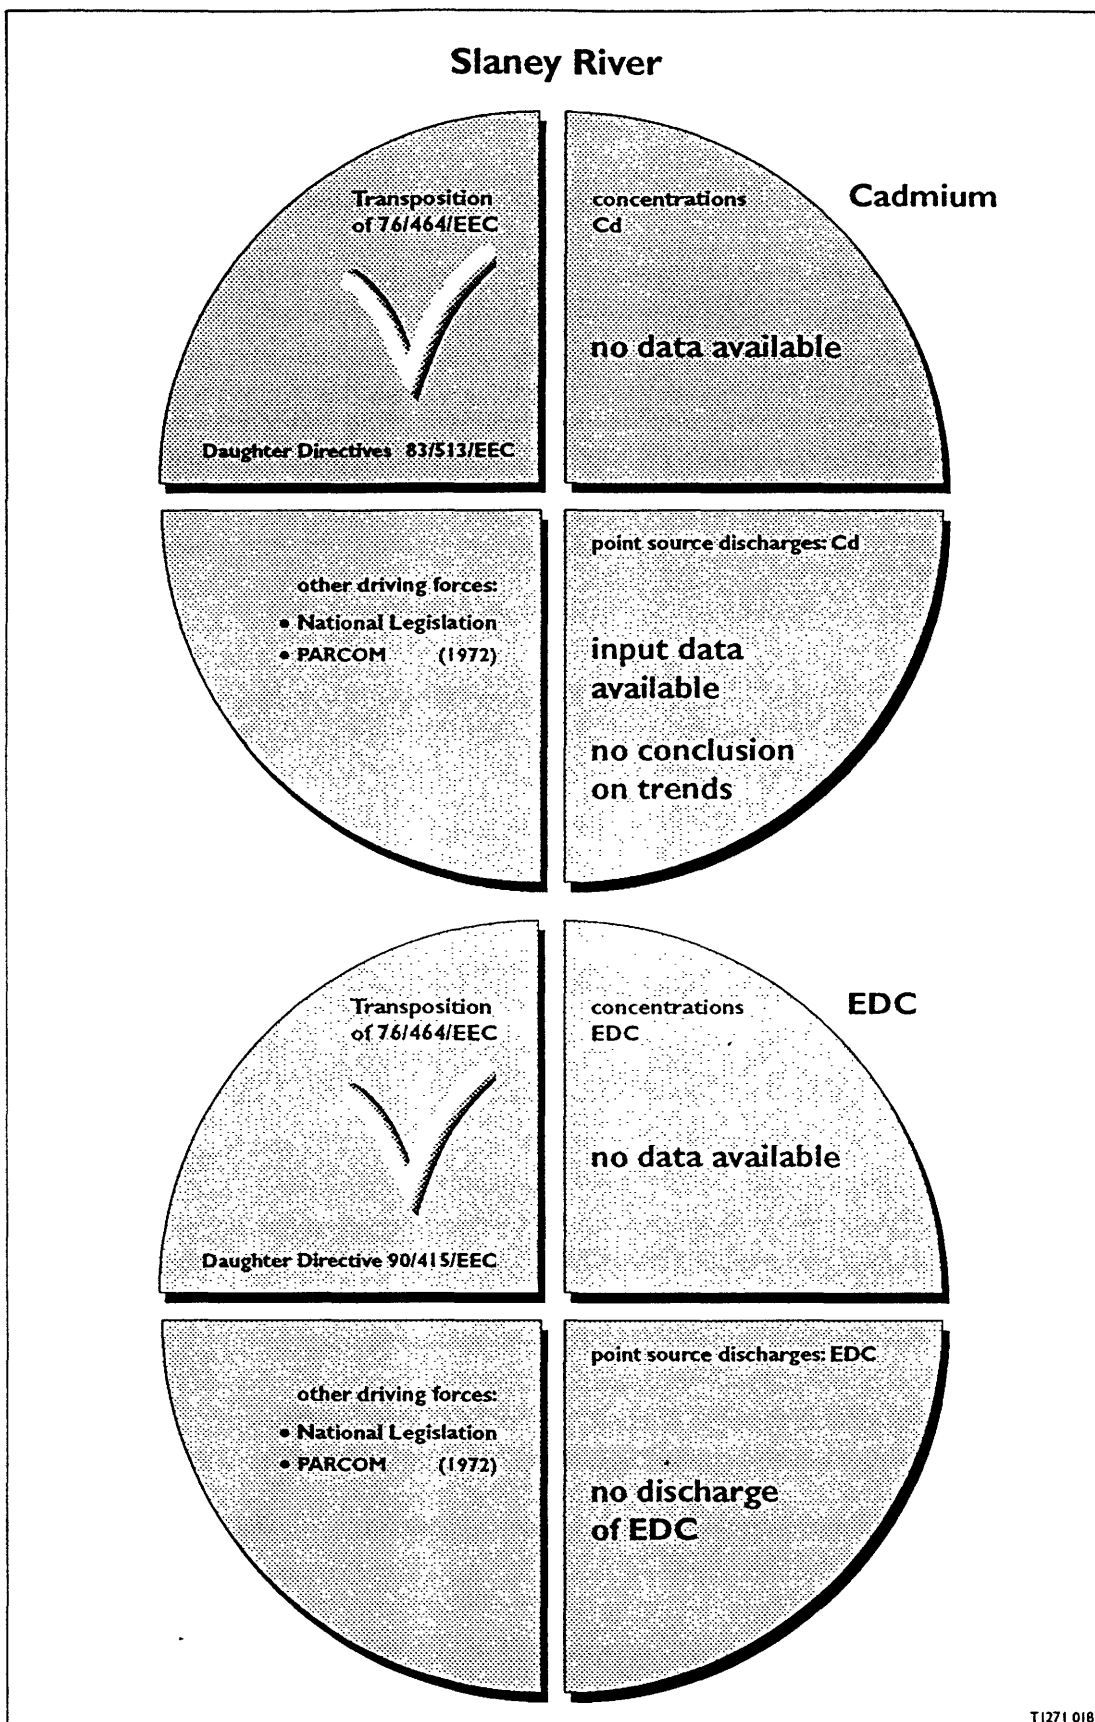 Slaney River
Cadmium
Transposition
of 76/464/EEC
Daughter Directives 83/513/EEC
concentrations
Cd
no data available
other driving forces:
• National Legislation
• PARCOM (1972)
point source discharges: Cd
input data
available
no conclusion
on trends
EDC
Transposition
of 76/464/EEC
Daughter Directive 90/415/EEC
concentrations
EDC
no data available
other driving forces:
• National Legislation
• PARCOM (1972)
point source discharges: EDC
no discharge
of EDC
T1271 018